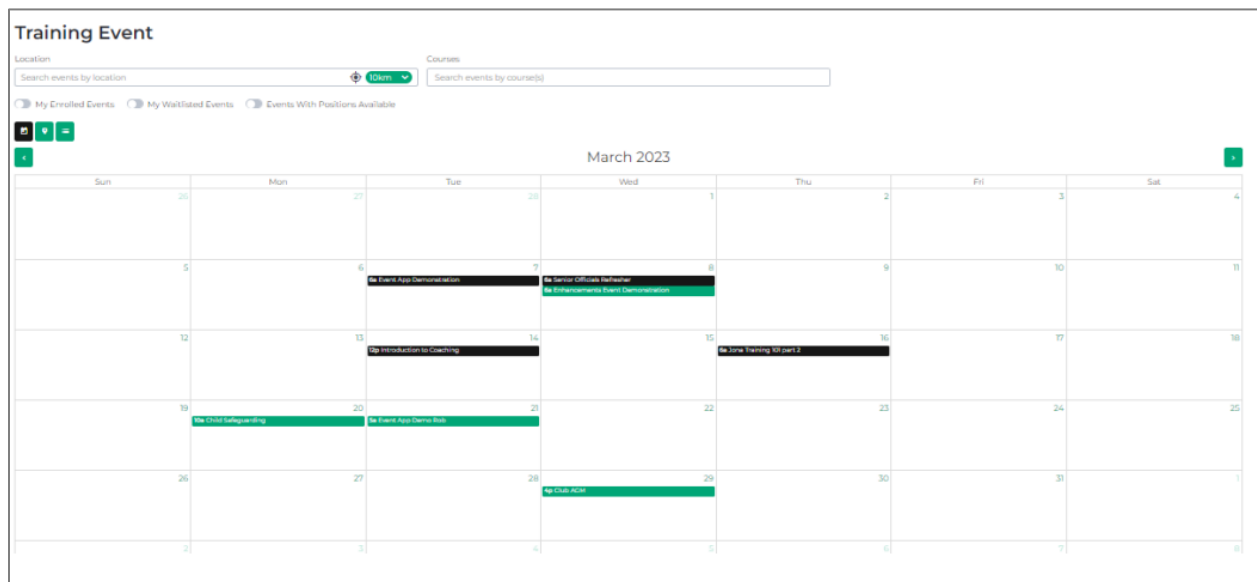 Training Event
Location Courses
Search events by location 10km Search events by course(s)
My Enrolled Events My Waitlisted Events Events With Positions Available
March 2023
Sun Mon Tue Wed Thu Fri Sat
26 27 28 1 2 3 4
5 6 7 8 9 10 11
6a Event App Demonstration 6a Senior Officials Refresher
6a Enhancements Event Demonstration
12 13 14 15 16 17 18
12p Introduction to Coaching 6a Jone Training 101 part 2
19 20 21 22 23 24 25
10a Child Safeguarding 5a Event App Demo Rob
26 27 28 29 30 31 1
4p Club AGM
2 3 4 5 6 7 8